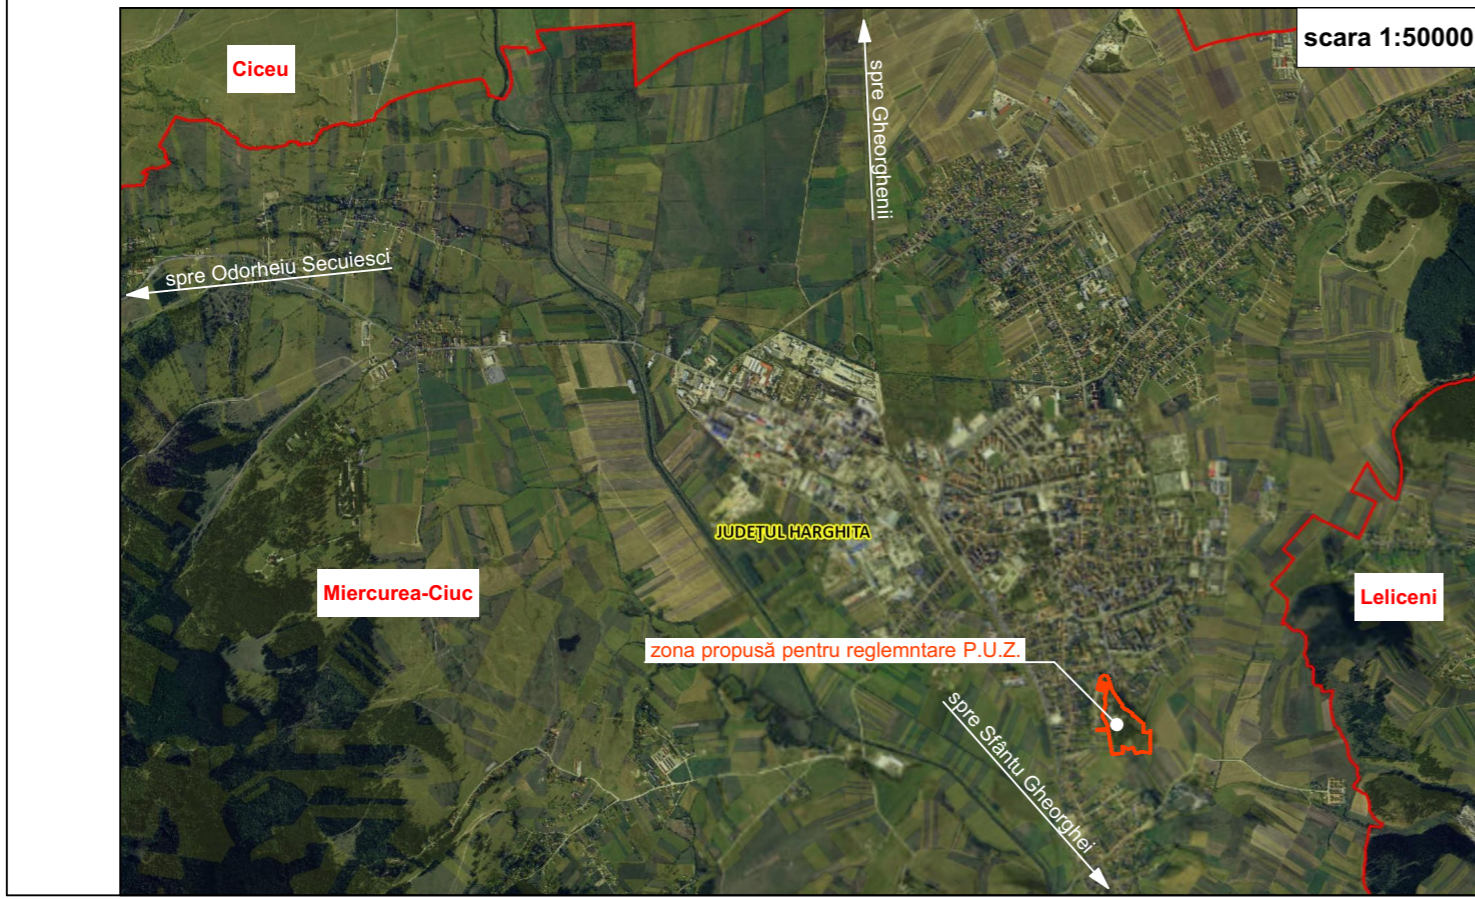 scara 1:50000
Ciceu
spre Gheorghenii
spre Odorheiu Secuiesci
JUDEȚUL HARGHITA
Miercurea-Ciuc
Leliceni
zona propusă pentru reglemntare P.U.Z.
spre Sfântu Gheorghei